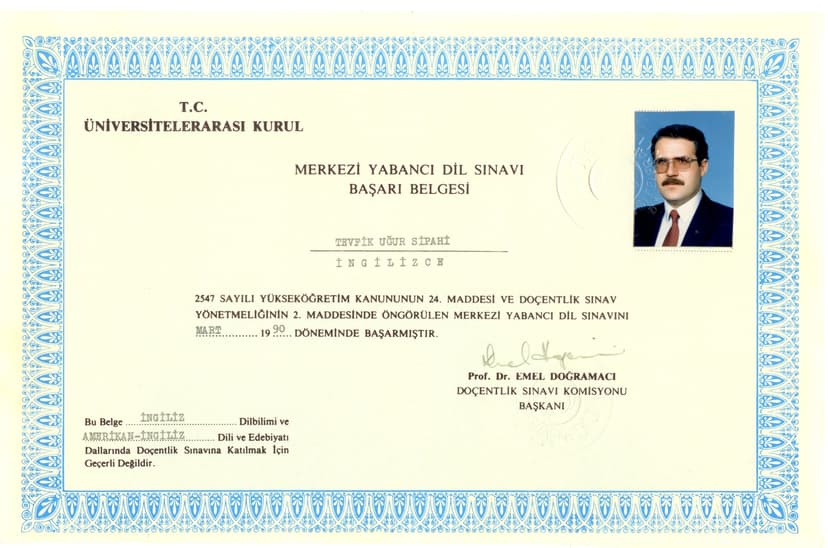 T.C.
ÜNİVERSİTELERARASI KURUL
MERKEZİ YABANCI DİL SINAVI
BAŞARI BELGESİ
TEVFİK UĞUR SİPAHİ
İNGİLİZCE
2547 SAYILI YÜKSEKÖĞRETİM KANUNUNUN 24. MADDESİ VE DOÇENTLİK SINAV
YÖNETMELİĞİNİN 2. MADDESİNDE ÖNGÖRÜLEN MERKEZİ YABANCI DİL SINAVINI
MART 1990 DÖNEMİNDE BAŞARMIŞTIR.
Prof. Dr. EMEL DOĞRAMACI
DOÇENTLİK SINAVI KOMİSYONU
BAŞKANI
Bu Belge İNGİLİZ Dilbilimi ve
AMERİKAN-İNGİLİZ Dili ve Edebiyatı
Dallarında Doçentlik Sınavına Katılmak İçin
Geçerli Değildir.